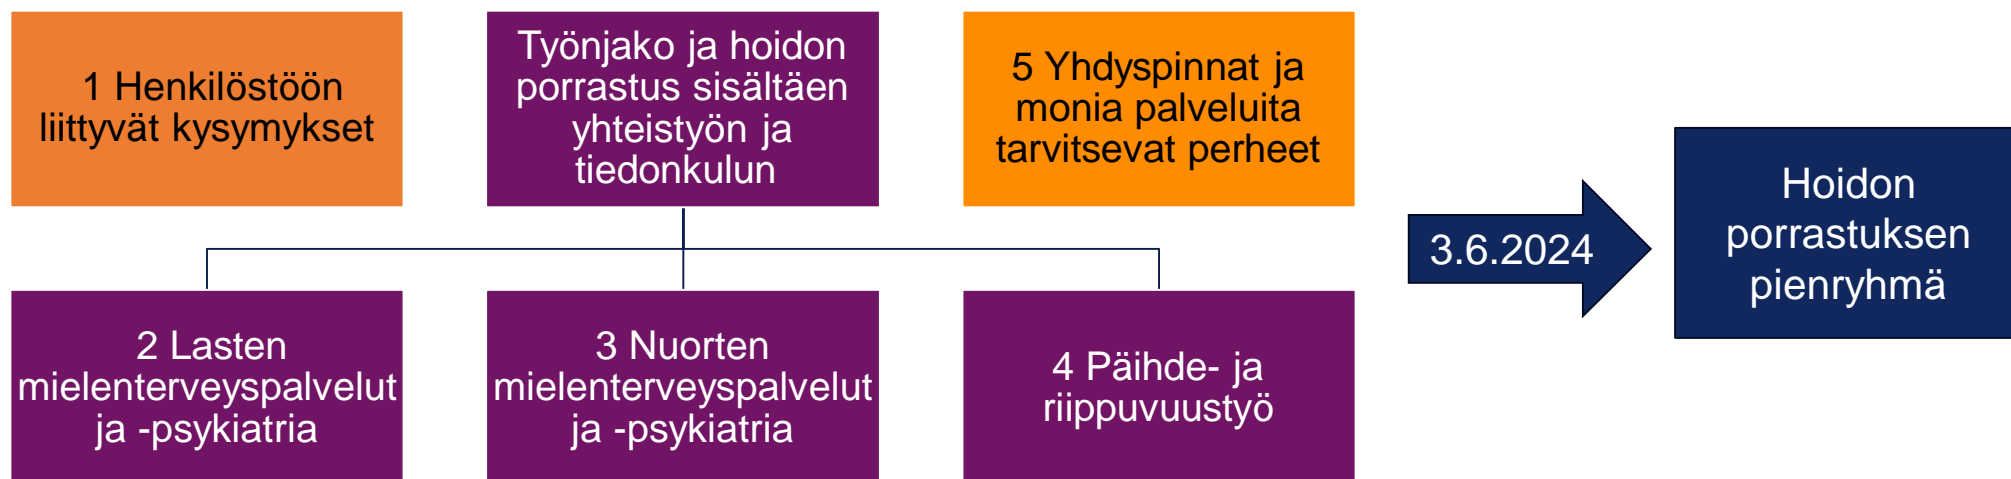 1 Henkilöstöön
liittyvät kysymykset
Työnjako ja hoidon
porrastus sisältäen
yhteistyön ja
tiedonkulun
5 Yhdyspinnat ja
monia palveluita
tarvitsevat perheet
2 Lasten
mielenterveyspalvelut
ja -psykiatria
3 Nuorten
mielenterveyspalvelut
ja -psykiatria
4 Päihde- ja
riippuvuustyö
3.6.2024
Hoidon
porrastuksen
pienryhmä